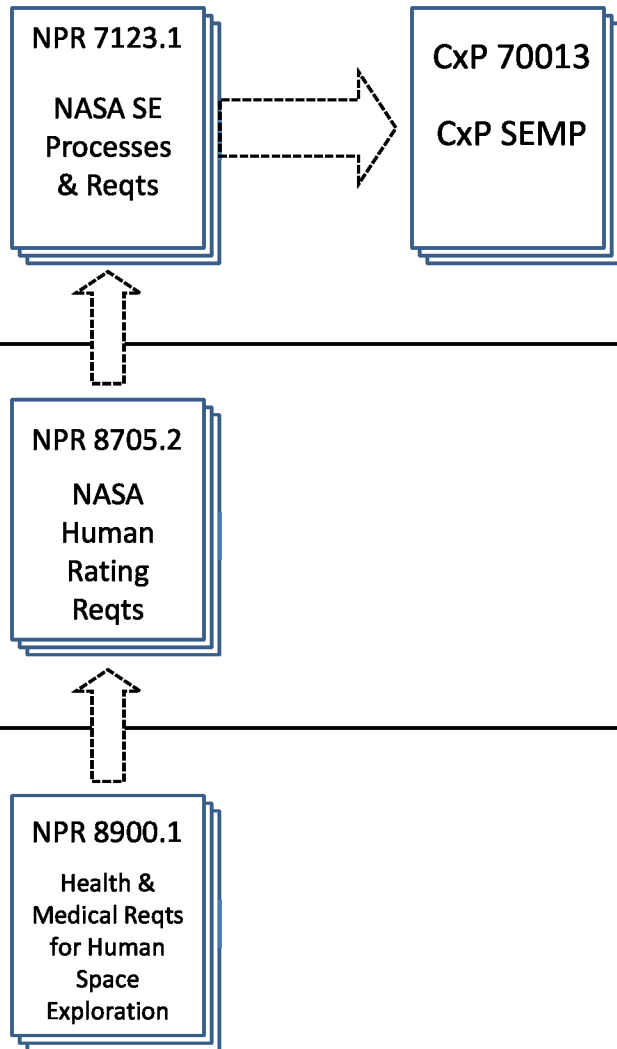 NPR 7123.1
NASA SE
Processes
& Reqts
CxP 70013
CxP SEMP
NPR 8705.2
NASA
Human
Rating
Reqts
NPR 8900.1
Health &
Medical Reqts
for Human
Space
Exploration